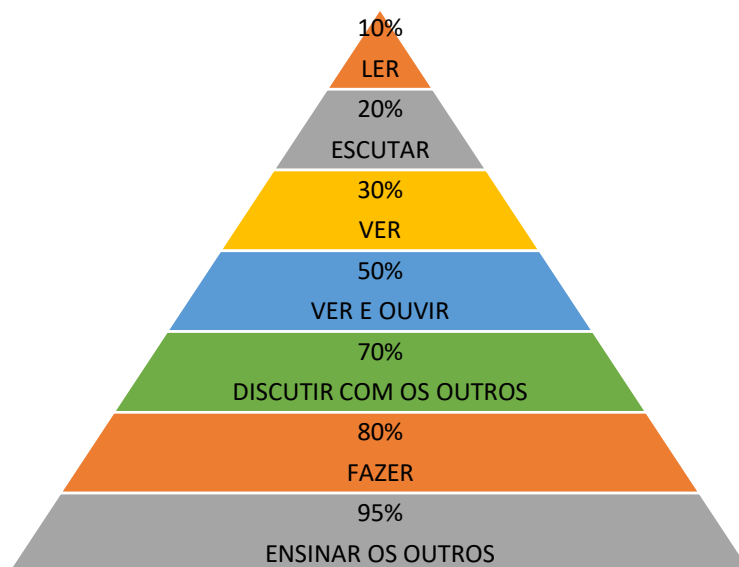 10%
LER
20%
ESCUTAR
30%
VER
50%
VER E OUVIR
70%
DISCUTIR COM OS OUTROS
80%
FAZER
95%
ENSINAR OS OUTROS